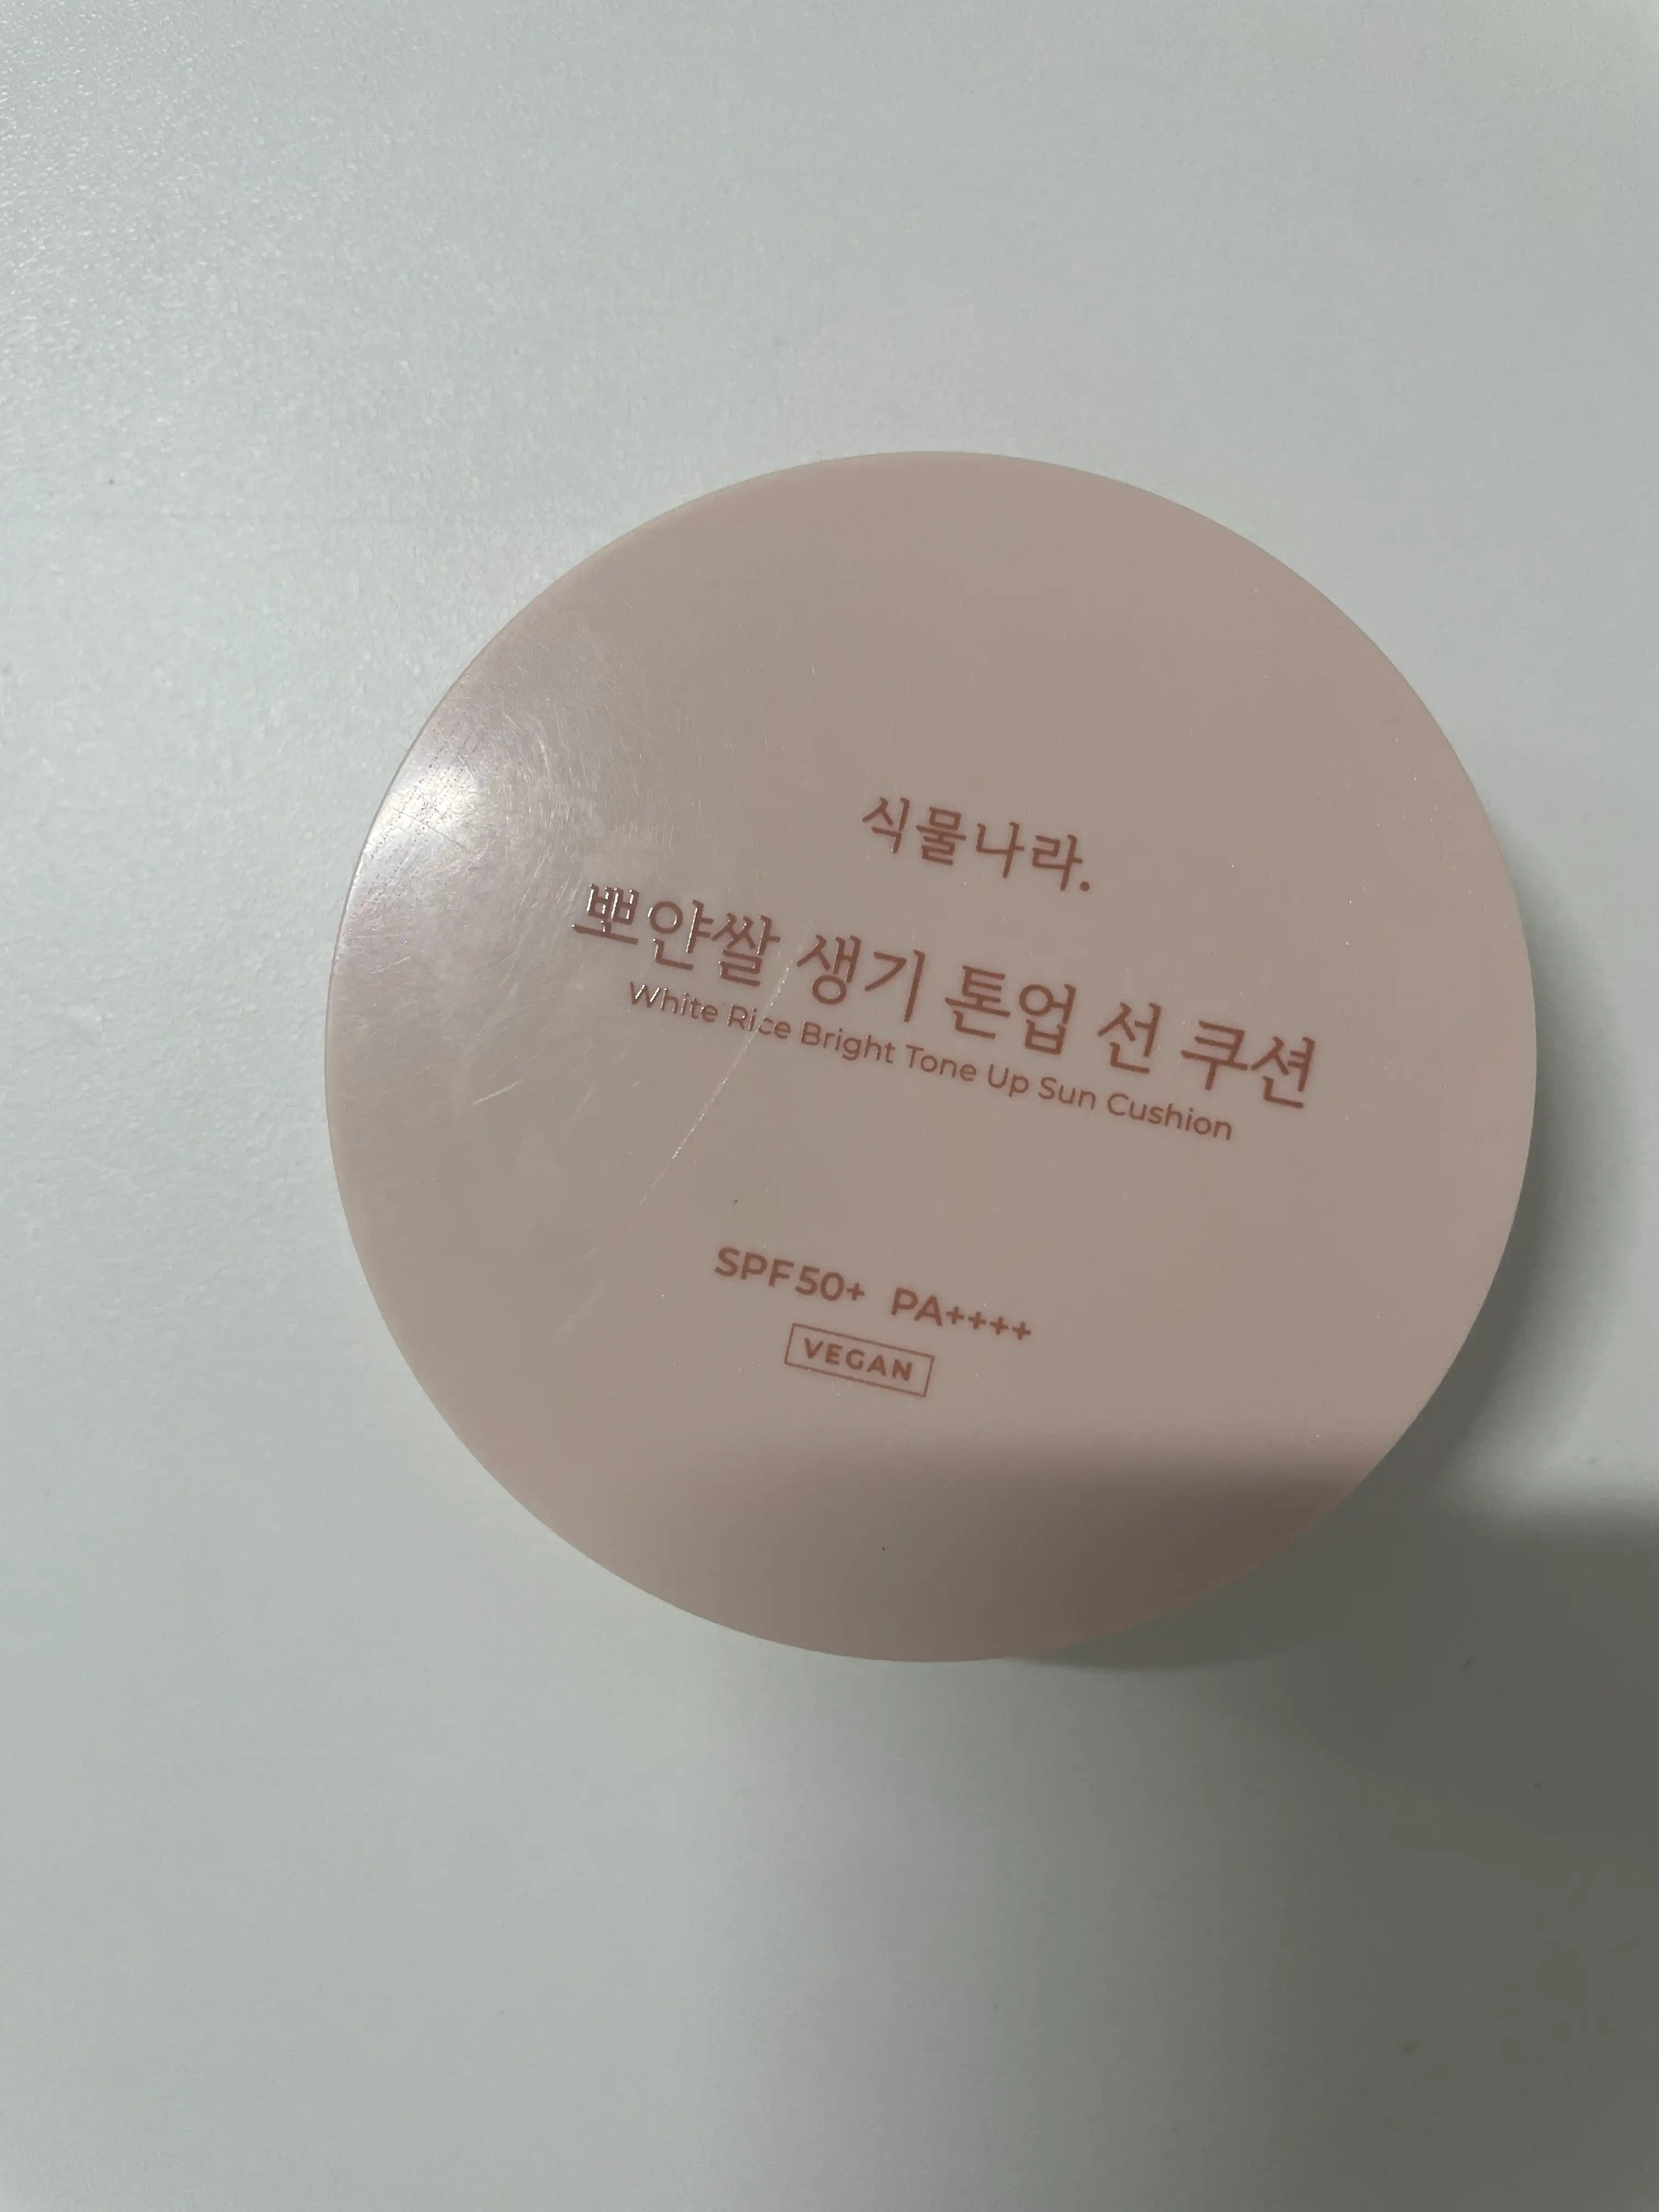 식물나라.
뽀얀쌀 생기 톤업 선 쿠션
White Rice Bright Tone Up Sun Cushion
SPF50+ PA++++
VEGAN